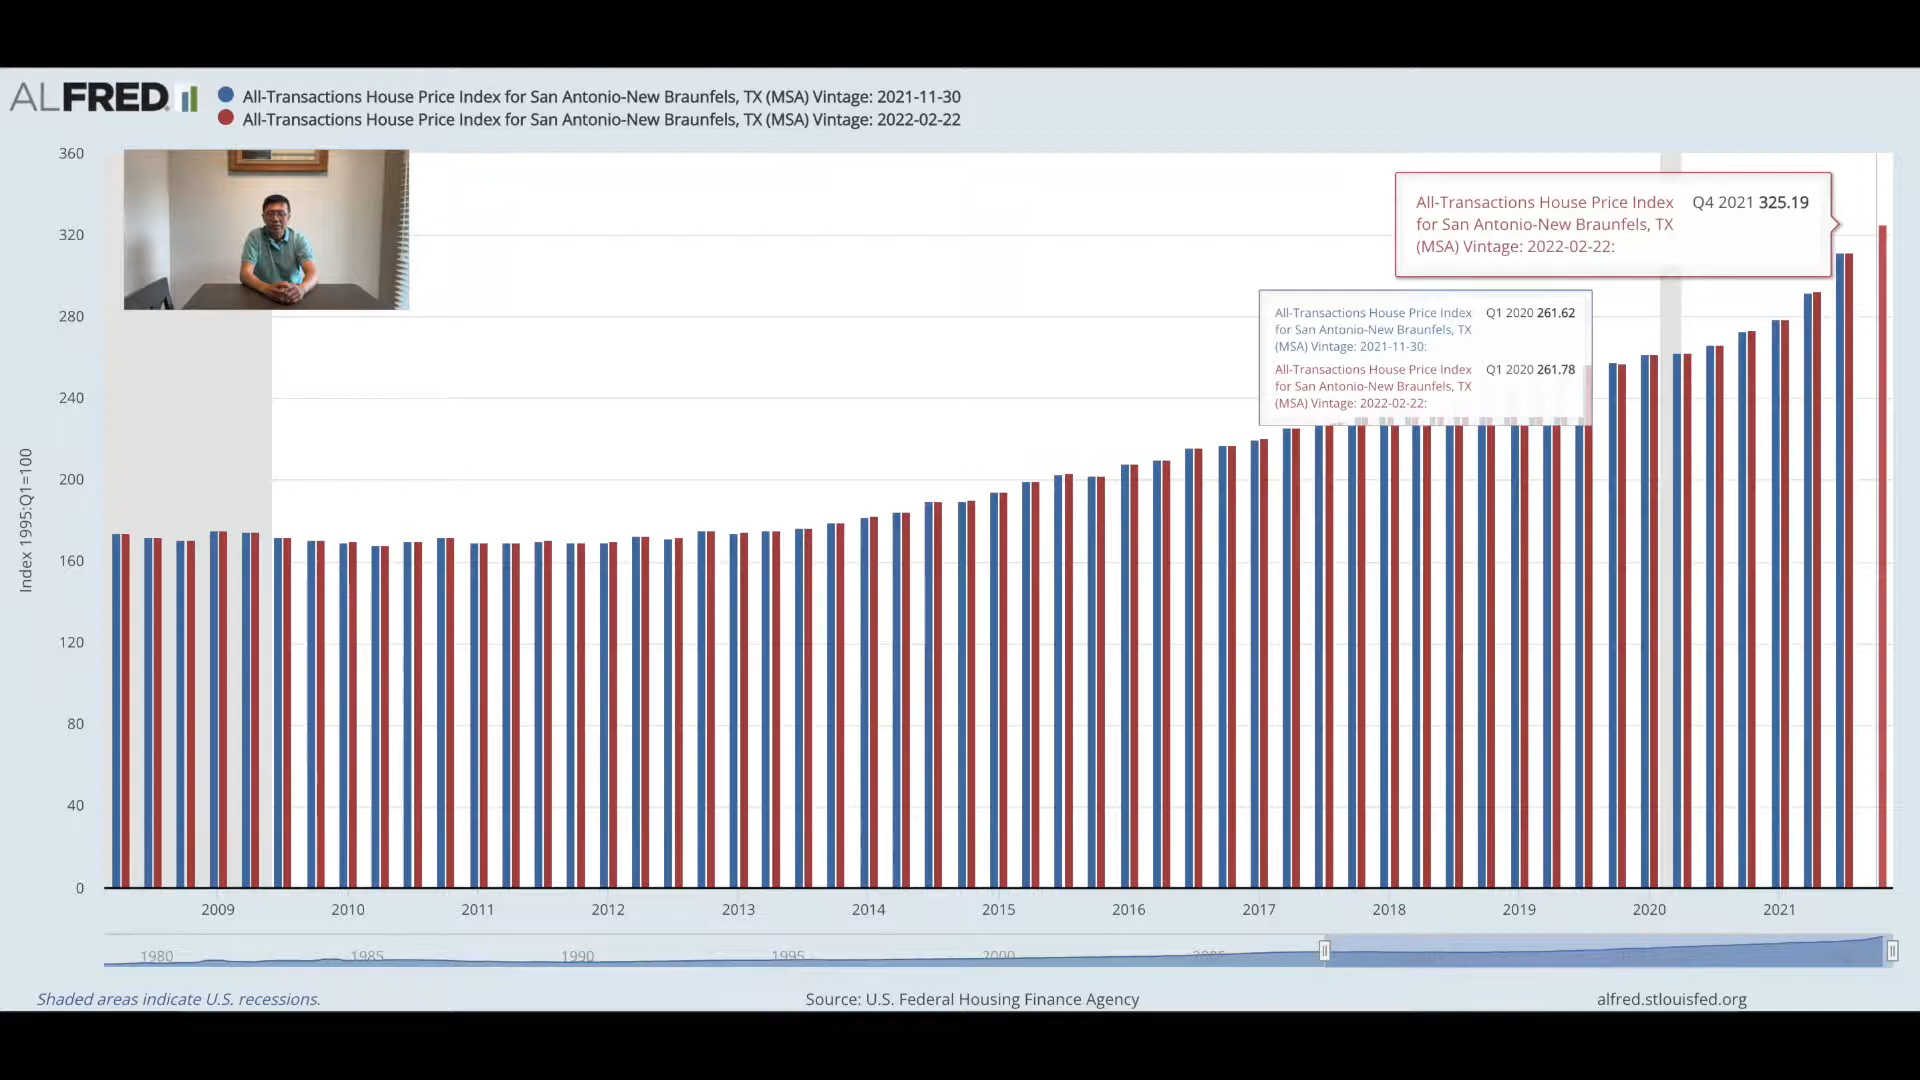 ALFRED
All-Transactions House Price Index for San Antonio-New Braunfels, TX (MSA) Vintage: 2021-11-30
All-Transactions House Price Index for San Antonio-New Braunfels, TX (MSA) Vintage: 2022-02-22
360
320
280
240
200
160
120
80
40
0
Index 1995:Q1=100
All-Transactions House Price Index Q4 2021 325.19
for San Antonio-New Braunfels, TX
(MSA) Vintage: 2022-02-22:
All-Transactions House Price Index Q1 2020 261.62
for San Antonio-New Braunfels, TX
(MSA) Vintage: 2021-11-30:
All-Transactions House Price Index Q1 2020 261.78
for San Antonio-New Braunfels, TX
(MSA) Vintage: 2022-02-22:
2009 2010 2011 2012 2013 2014 2015 2016 2017 2018 2019 2020 2021
1980 1985 1990 1995 2000 2005
Shaded areas indicate U.S. recessions. Source: U.S. Federal Housing Finance Agency alfred.stlouisfed.org